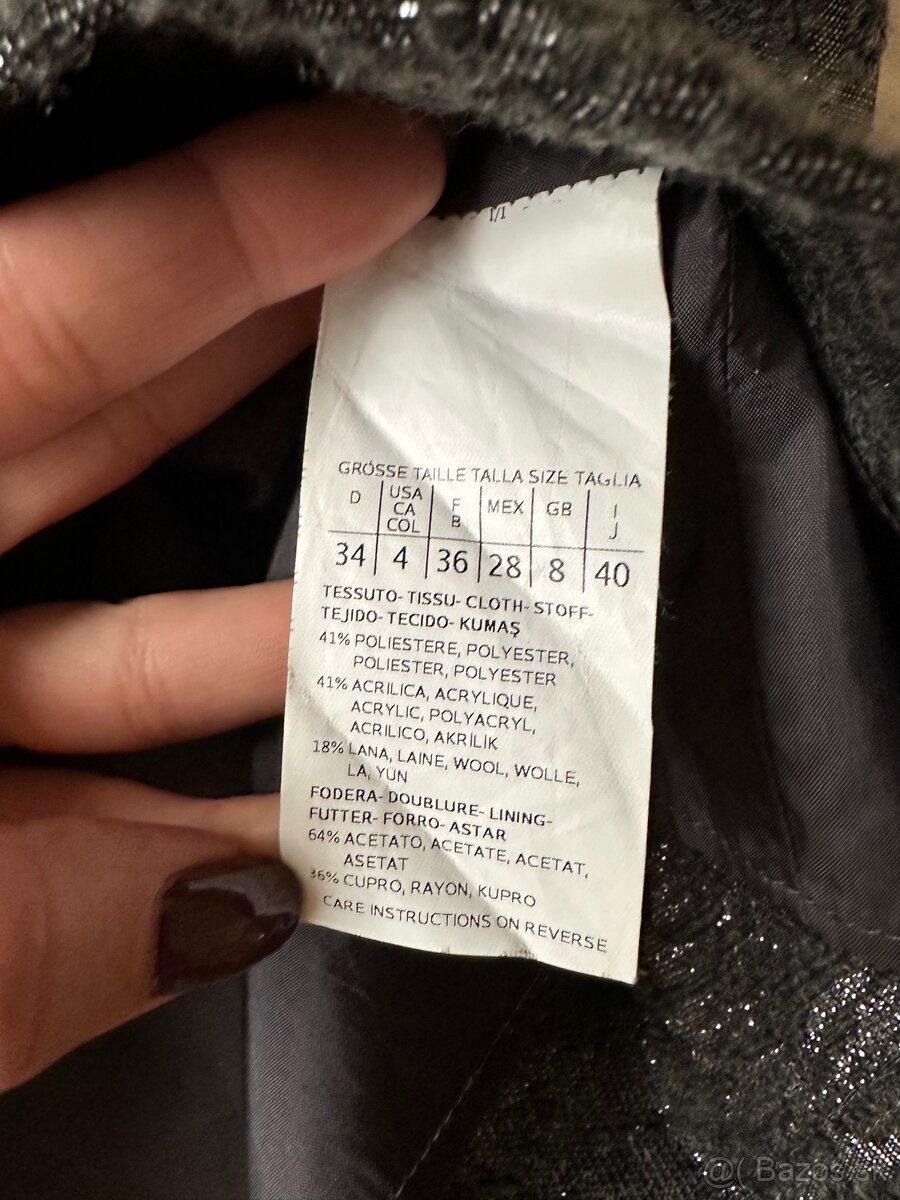 1/1
GRÖSSE TAILLE TALLA SIZE TAGLIA
D USA CA COL F B MEX GB I J
34 4 36 28 8 40
TESSUTO- TISSU- CLOTH- STOFF-
TEJIDO- TECIDO- KUMAŞ
41% POLIESTERE, POLYESTER,
POLIESTER, POLYESTER
41% ACRILICA, ACRYLIQUE,
ACRYLIC, POLYACRYL,
ACRILICO, AKRİLİK
18% LANA, LAINE, WOOL, WOLLE,
LA, YÜN
FODERA- DOUBLURE- LINING-
FUTTER- FORRO- ASTAR
64% ACETATO, ACETATE, ACETAT,
ASETAT
36% CUPRO, RAYON, KUPRO
CARE INSTRUCTIONS ON REVERSE
@( Bazos.sk